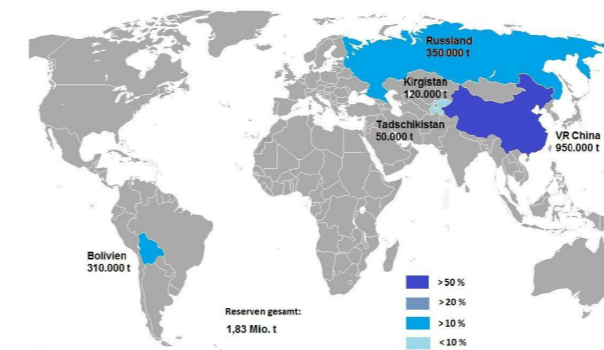 Russland
350.000 t
Kirgistan
120.000 t
Tadschikistan
50.000 t
VR China
950.000 t
Bolivien
310.000 t
Reserven gesamt:
1,83 Mio. t
>50 %
>20 %
>10 %
<10 %